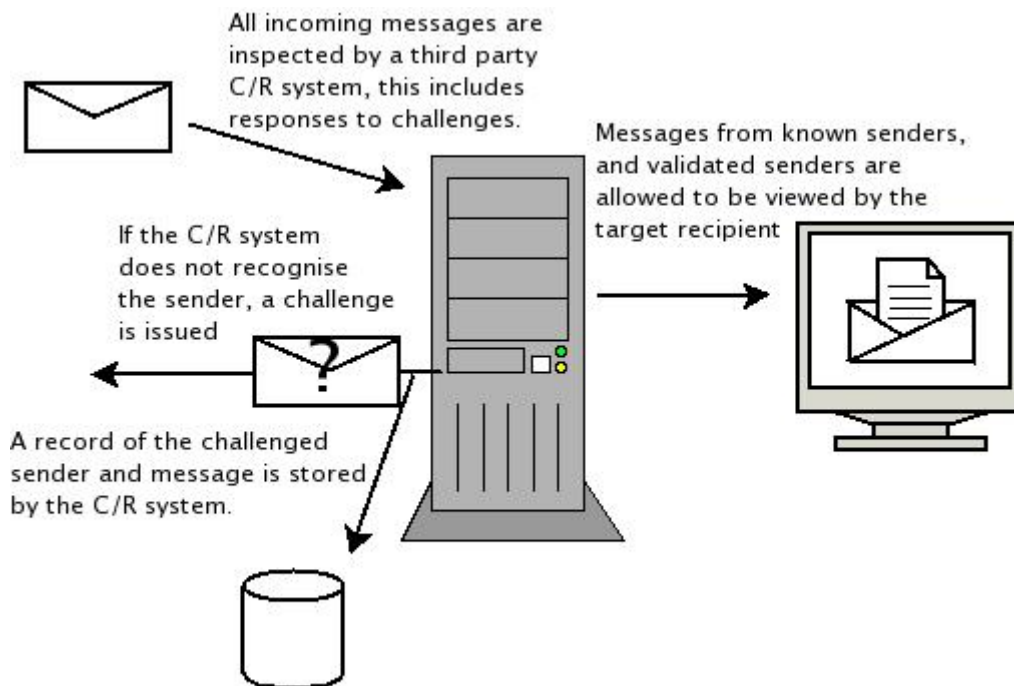 All incoming messages are
inspected by a third party
C/R system, this includes
responses to challenges.
Messages from known senders,
and validated senders are
allowed to be viewed by the
target recipient
If the C/R system
does not recognise
the sender, a challenge
is issued
?
A record of the challenged
sender and message is stored
by the C/R system.